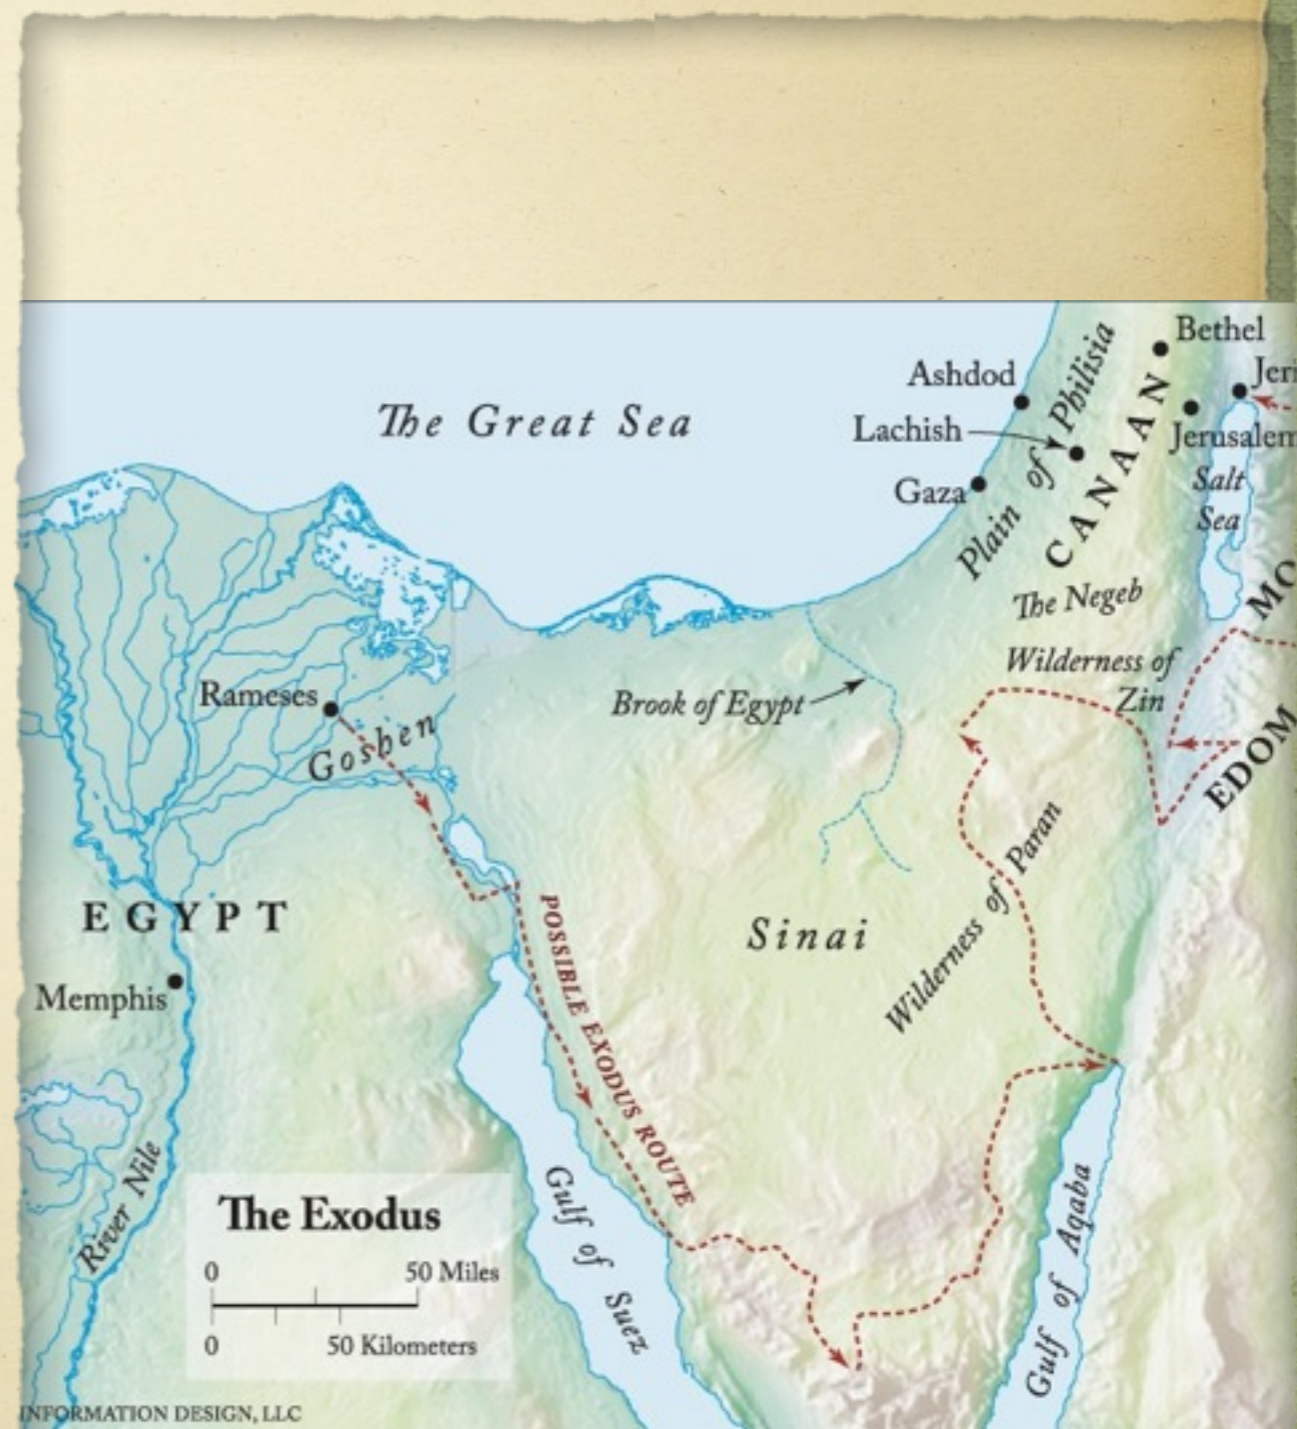 Bethel
Ashdod
Jeri
Lachish
Plain of Philisia
CANAAN
Jerusalem
The Great Sea
Gaza
Salt
Sea
The Negeb
MO
Wilderness of
Zin
Rameses
Goshen
Brook of Egypt
EDOM
Wilderness of Paran
EGYPT
Sinai
POSSIBLE EXODUS ROUTE
Memphis
River Nile
Gulf of Suez
Gulf of Aqaba
The Exodus
0 50 Miles
0 50 Kilometers
INFORMATION DESIGN, LLC